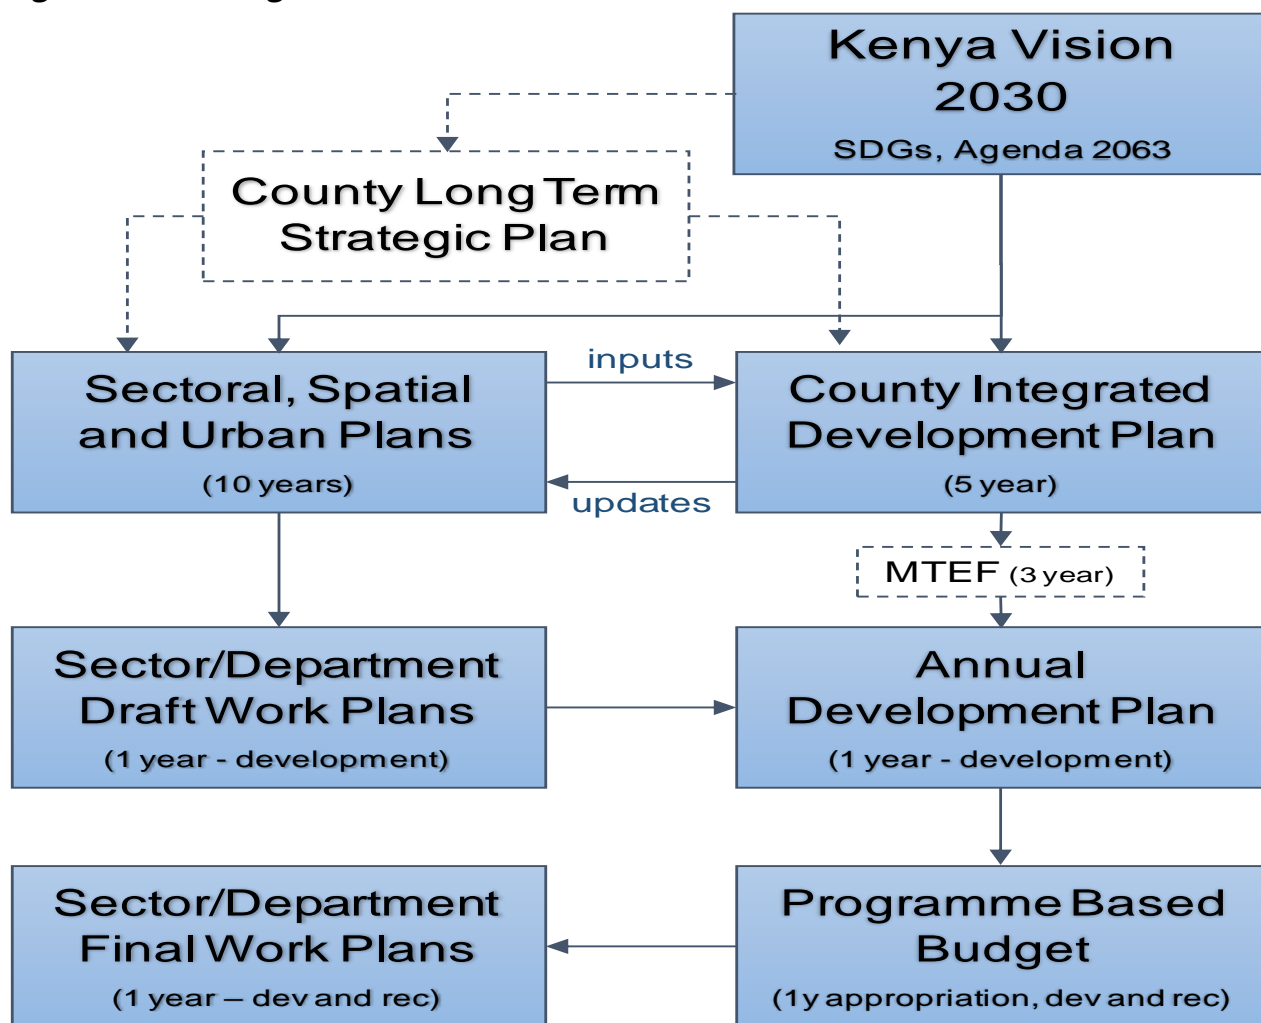 Kenya Vision
2030
SDGs, Agenda 2063
County Long Term
Strategic Plan
inputs
Sectoral, Spatial
and Urban Plans
(10 years)
County Integrated
Development Plan
(5 year)
updates
MTEF (3 year)
Sector/Department
Draft Work Plans
(1 year - development)
Annual
Development Plan
(1 year - development)
Sector/Department
Final Work Plans
(1 year – dev and rec)
Programme Based
Budget
(1y appropriation, dev and rec)